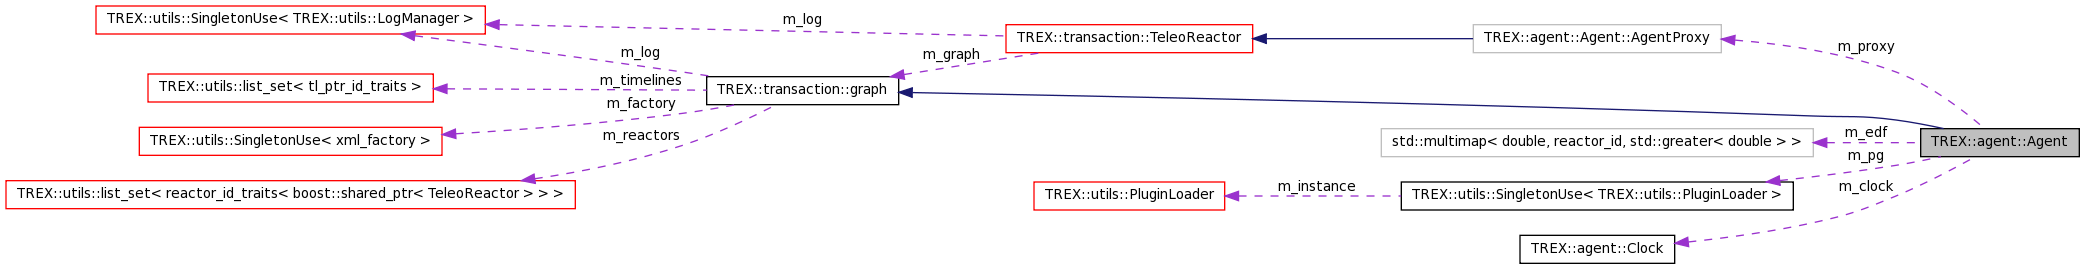 TREX::utils::SingletonUse< TREX::utils::LogManager >
m_log
TREX::transaction::TeleoReactor
TREX::agent::Agent::AgentProxy
m_proxy
m_log
m_graph
TREX::utils::list_set< tl_ptr_id_traits >
m_timelines
TREX::transaction::graph
m_factory
TREX::utils::SingletonUse< xml_factory >
m_reactors
std::multimap< double, reactor_id, std::greater< double > >
m_edf
TREX::agent::Agent
m_pg
TREX::utils::list_set< reactor_id_traits< boost::shared_ptr< TeleoReactor > > >
TREX::utils::PluginLoader
m_instance
TREX::utils::SingletonUse< TREX::utils::PluginLoader >
m_clock
TREX::agent::Clock